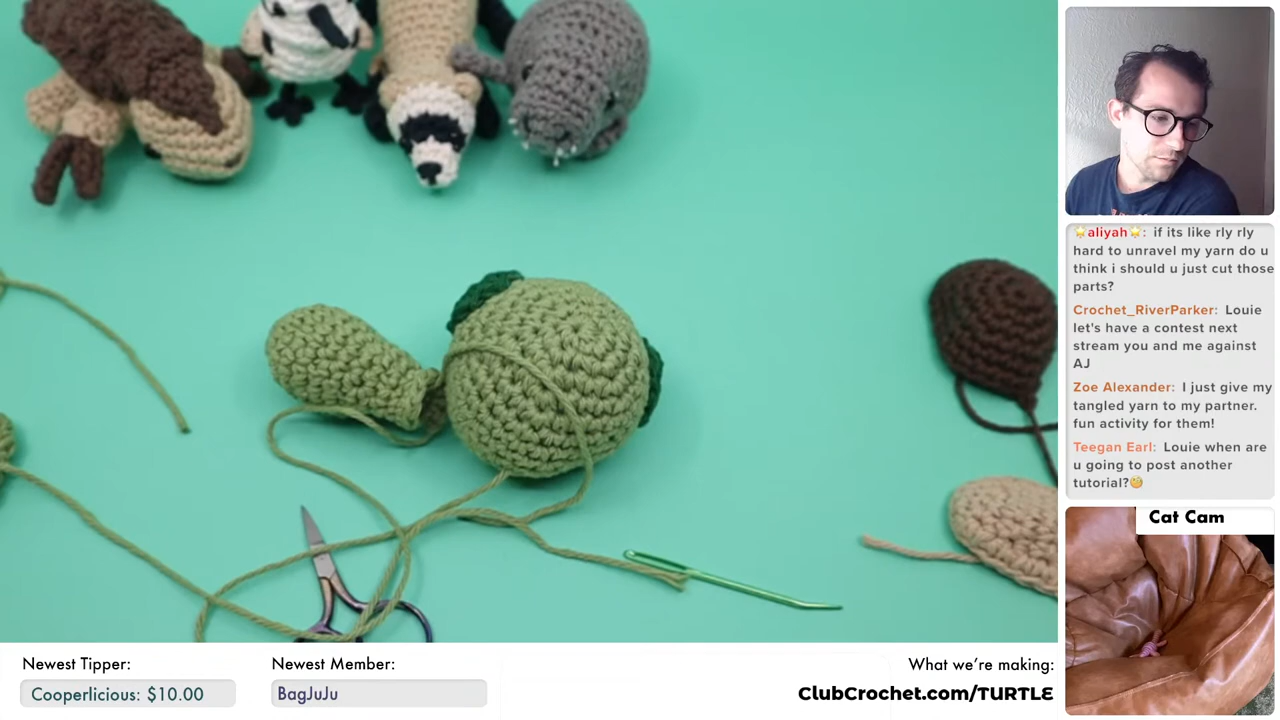 ⭐aliyah⭐: if its like rly rly
hard to unravel my yarn do u
think i should u just cut those
parts?
Crochet_RiverParker: Louie
let's have a contest next
stream you and me against
AJ
Zoe Alexander: I just give my
tangled yarn to my partner.
fun activity for them!
Teegan Earl: Louie when are
u going to post another
tutorial?🧐
Cat Cam
Newest Tipper:
Cooperlicious: $10.00
Newest Member:
BagJuJu
What we're making:
ClubCrochet.com/TURTLE